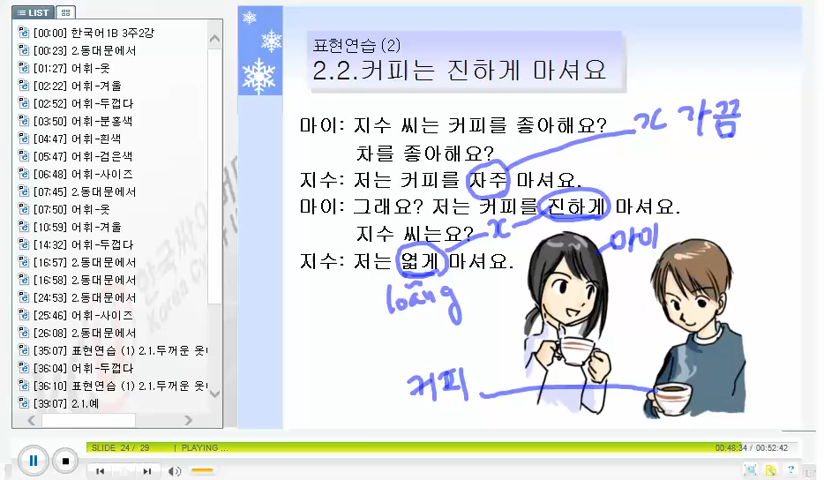 LIST
[00:00] 한국어1B 3주2강
[00:23] 2.동대문에서
[01:27] 어휘-옷
[02:22] 어휘-겨울
[02:52] 어휘-두껍다
[03:50] 어휘-분홍색
[04:47] 어휘-흰색
[05:47] 어휘-검은색
[06:48] 어휘-사이즈
[07:45] 2.동대문에서
[07:50] 어휘-옷
[10:59] 어휘-겨울
[14:32] 어휘-두껍다
[16:57] 2.동대문에서
[16:58] 2.동대문에서
[24:53] 2.동대문에서
[25:46] 어휘-사이즈
[26:08] 2.동대문에서
[35:07] 표현연습 (1) 2.1.두꺼운 옷
[36:04] 어휘-두껍다
[36:10] 표현연습 (1) 2.1.두꺼운 옷
[39:07] 2.1.예
표현연습 (2)
2.2.커피는 진하게 마셔요
마이: 지수 씨는 커피를 좋아해요?
x 가끔
차를 좋아해요?
지수: 저는 커피를 자주 마셔요.
마이: 그래요? 저는 커피를 진하게 마셔요.
지수 씨는요?
x
마이
지수: 저는 엷게 마셔요.
loãng
커피
SLIDE 24 / 29 | PLAYING ...
00:48:34 / 00:52:42